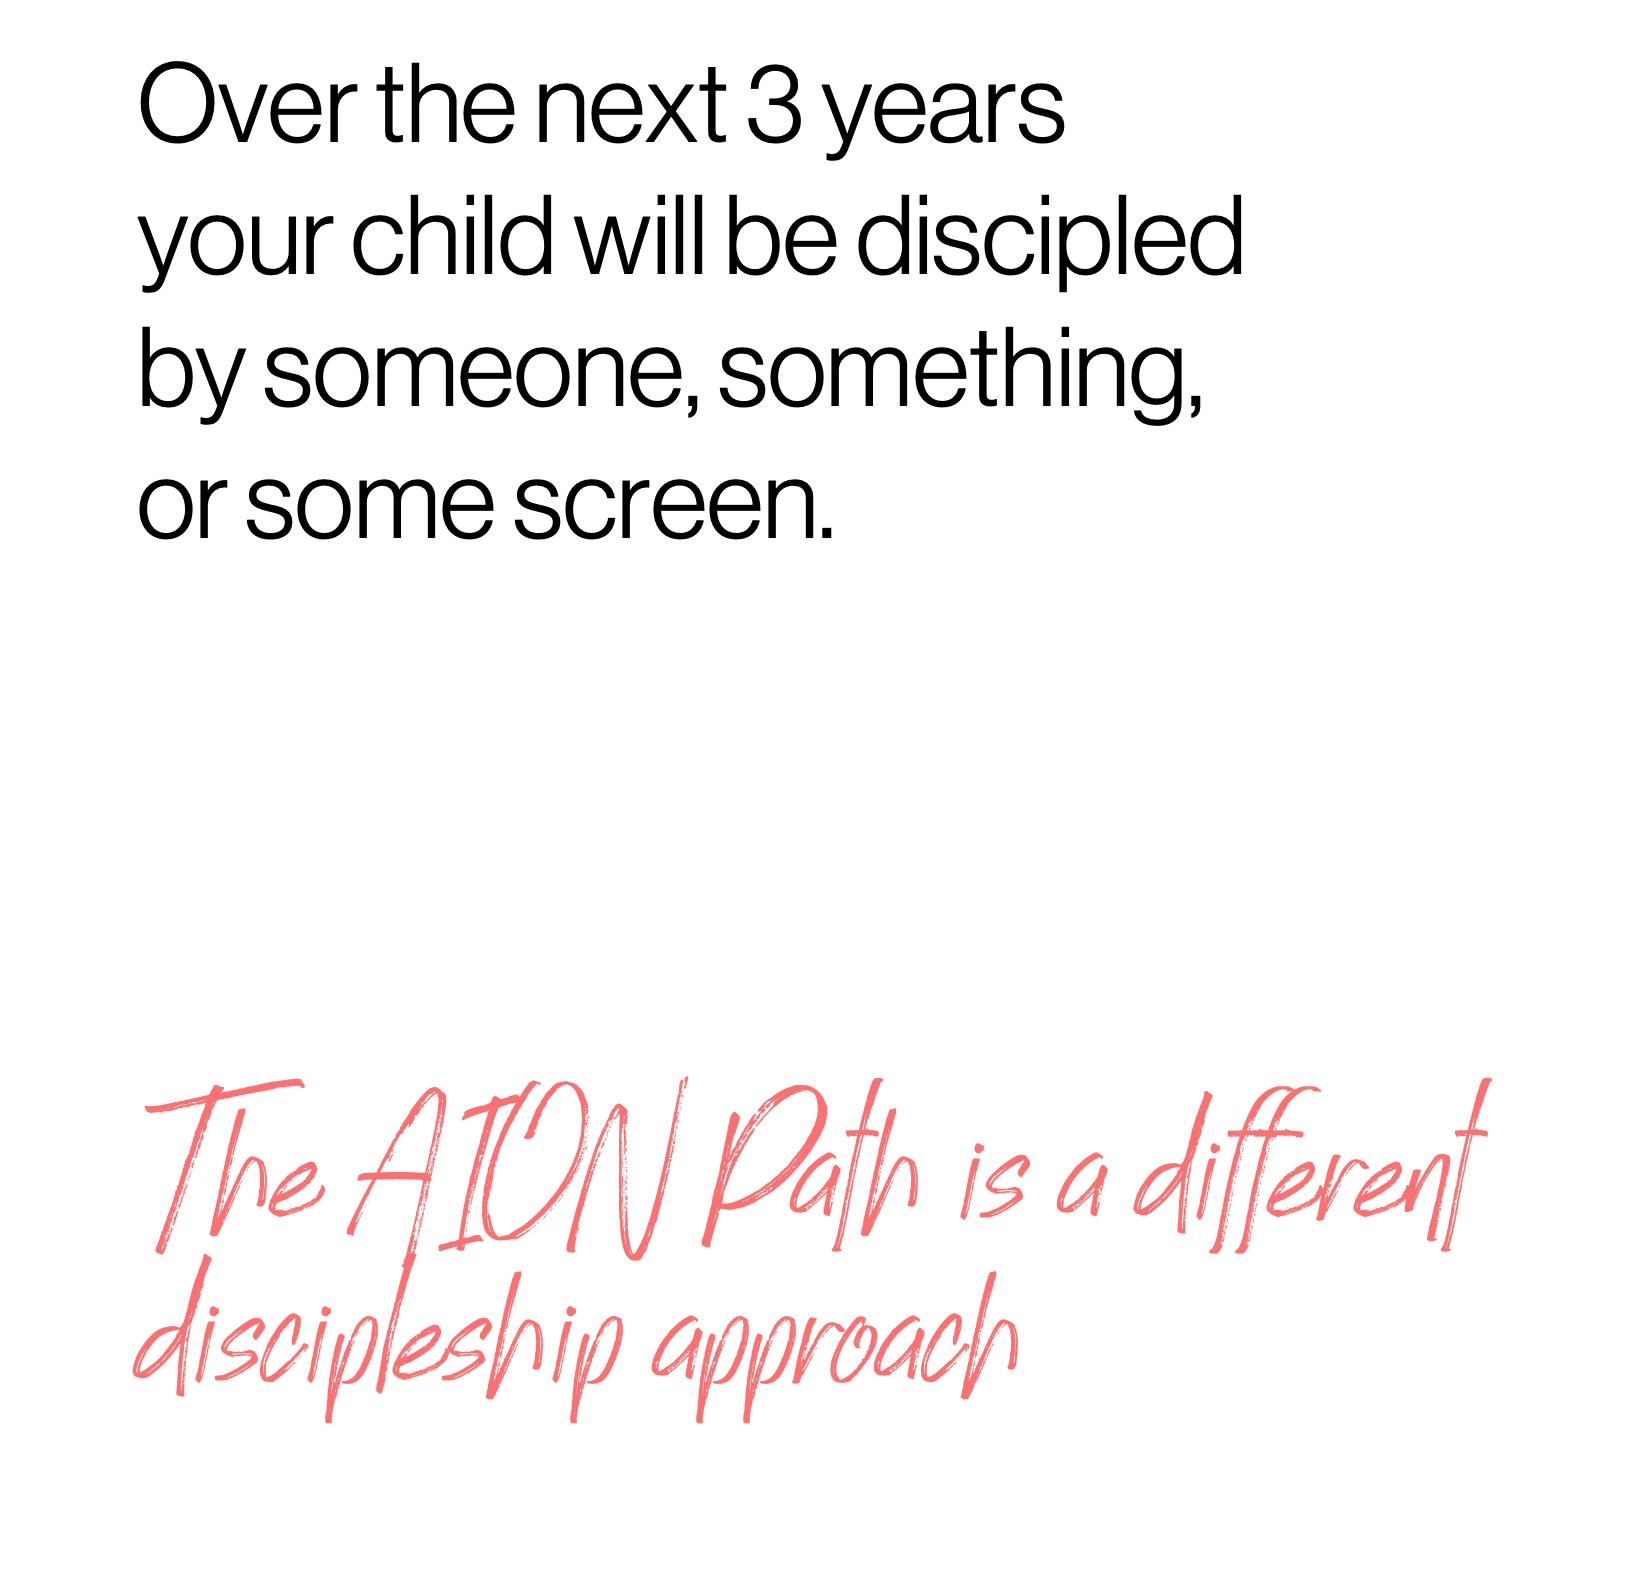 Over the next 3 years
your child will be discipled
by someone, something,
or some screen.
The AION Path is a different
discipleship approach